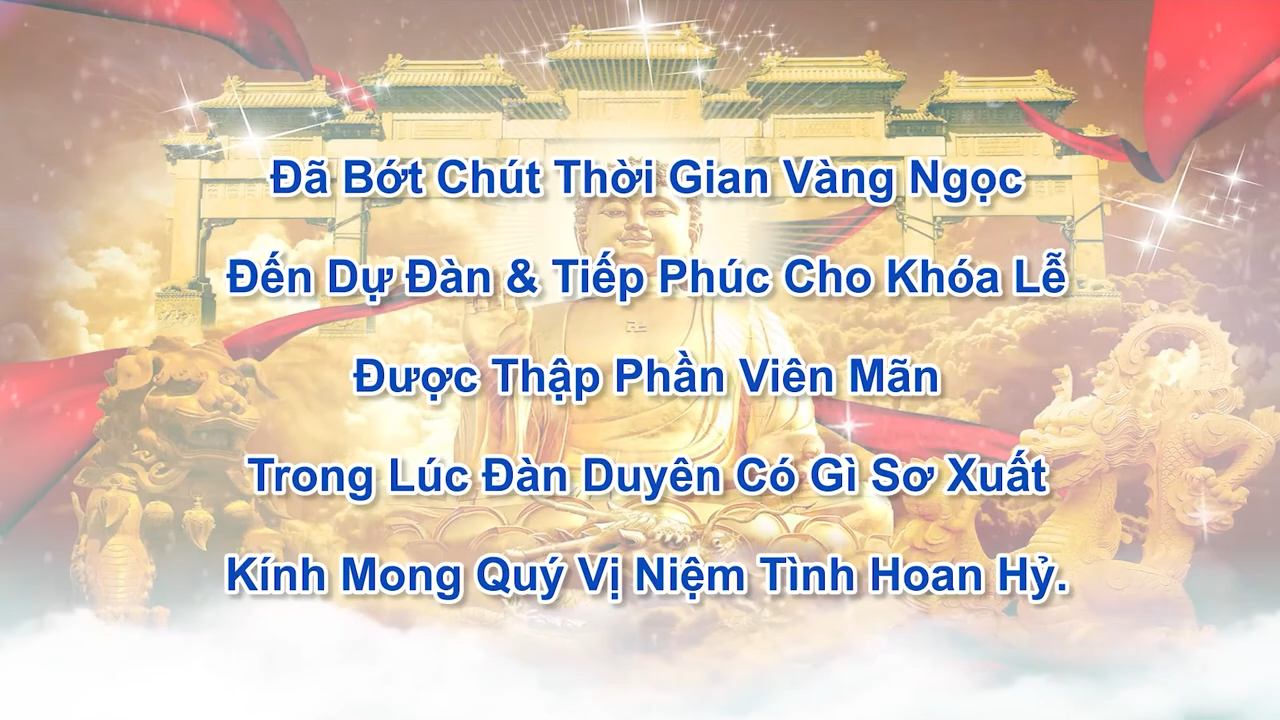 Đã Bớt Chút Thời Gian Vàng Ngọc
Đến Dự Đàn & Tiếp Phúc Cho Khóa Lễ
Được Thập Phần Viên Mãn
Trong Lúc Đàn Duyên Có Gì Sơ Xuất
Kính Mong Quý Vị Niệm Tình Hoan Hỷ.